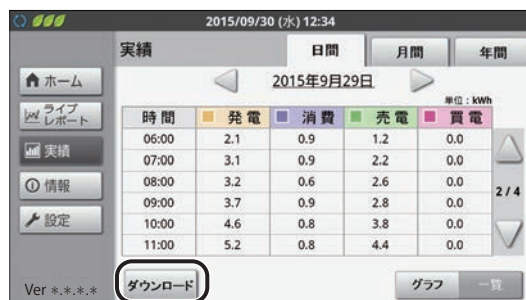 2015/09/30 (水) 12:34
実績 日間 月間 年間
ホーム
2015年9月29日
単位:kWh
ライブ
レポート
時間 発電 消費 売電 買電
06:00 2.1 0.9 1.2 0.0
実績
07:00 3.1 0.9 2.2 0.0
08:00 3.2 0.6 2.6 0.0
情報
2/4
09:00 3.7 0.9 2.8 0.0
設定
10:00 4.6 0.8 3.8 0.0
11:00 5.2 0.8 4.4 0.0
Ver *.*.*.*
ダウンロード
グラフ 一覧